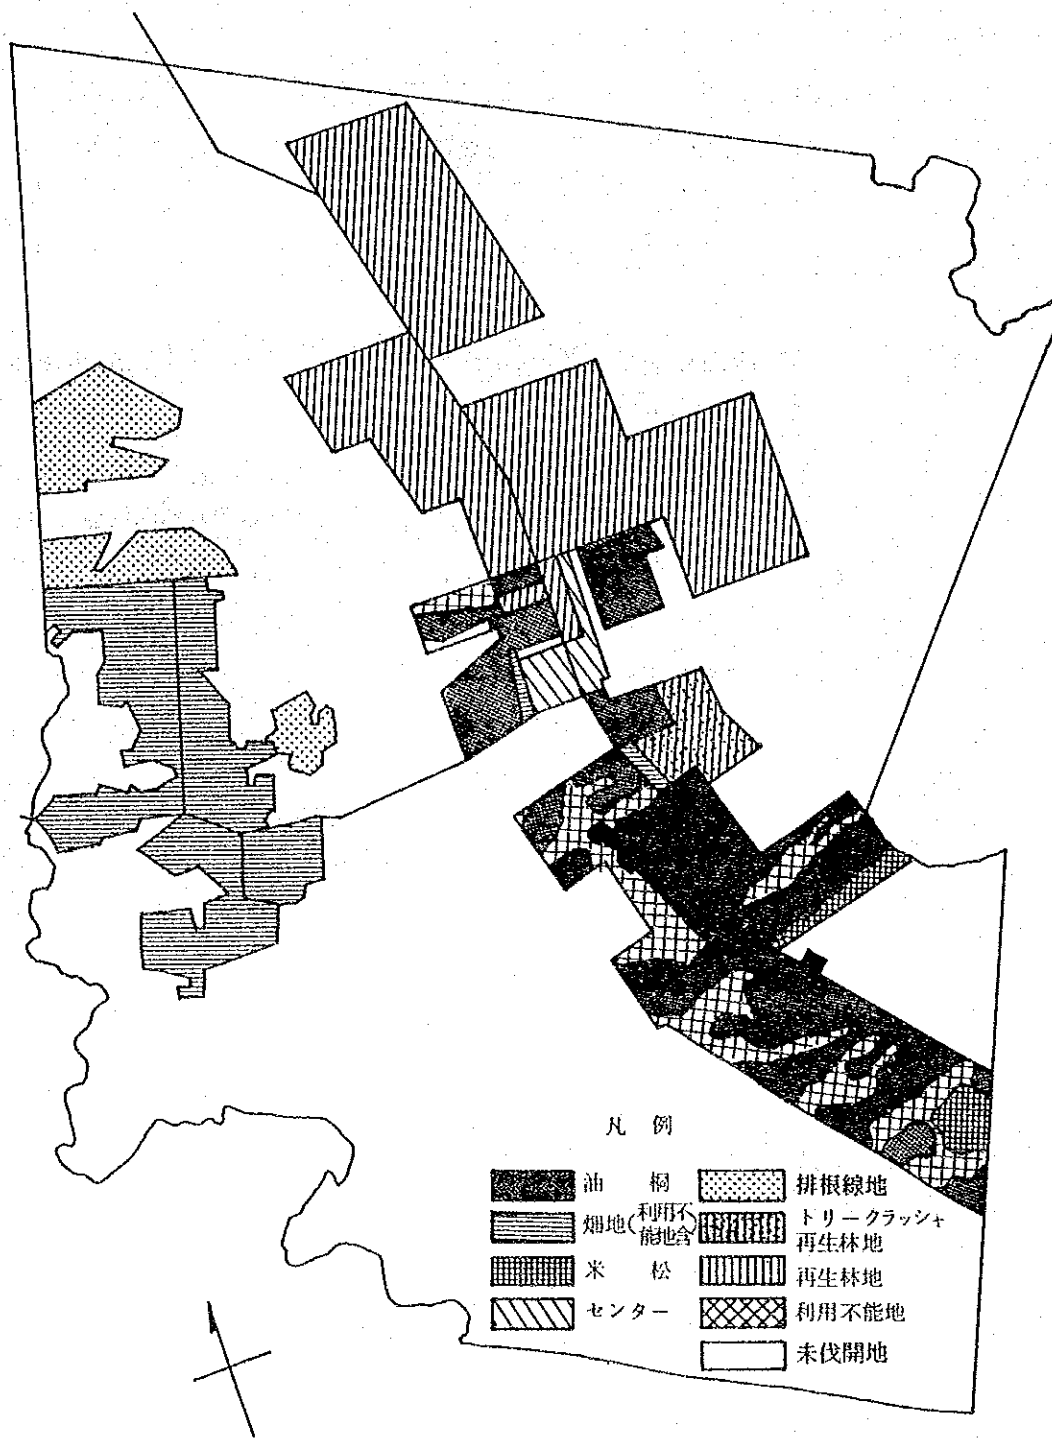 凡 例
油 桐
畑地(利用不能地含)
米 松
センター
排根線地
トリークラッシャ
再生林地
再生林地
利用不能地
未伐開地